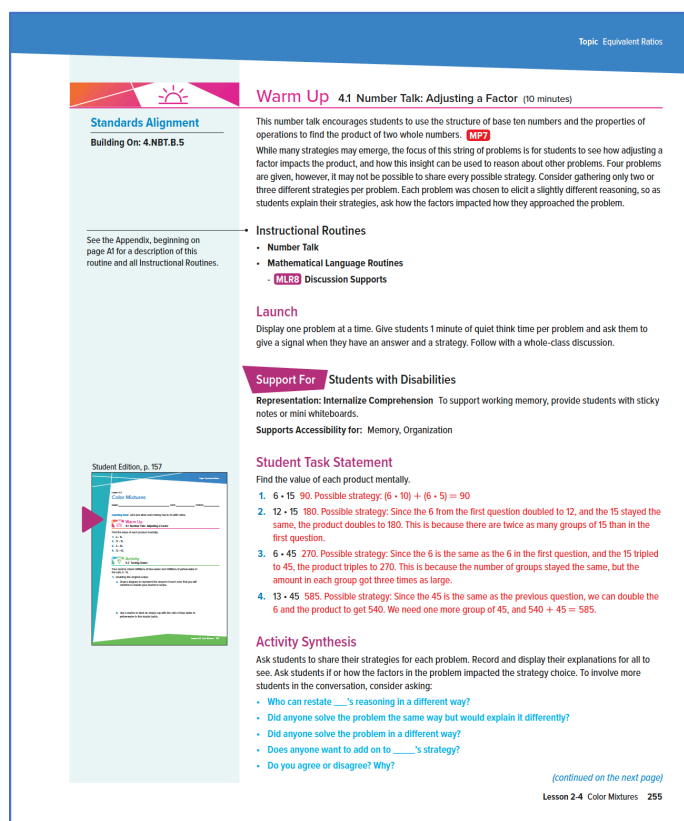 Topic Equivalent Ratios
Warm Up 4.1 Number Talk: Adjusting a Factor (10 minutes)
Standards Alignment
Building On: 4.NBT.B.5
This number talk encourages students to use the structure of base ten numbers and the properties of
operations to find the product of two whole numbers. MP7
While many strategies may emerge, the focus of this string of problems is for students to see how adjusting a
factor impacts the product, and how this insight can be used to reason about other problems. Four problems
are given, however, it may not be possible to share every possible strategy. Consider gathering only two or
three different strategies per problem. Each problem was chosen to elicit a slightly different reasoning, so as
students explain their strategies, ask how the factors impacted how they approached the problem.
See the Appendix, beginning on
page A1 for a description of this
routine and all Instructional Routines.
Instructional Routines
• Number Talk
• Mathematical Language Routines
- MLR8 Discussion Supports
Launch
Display one problem at a time. Give students 1 minute of quiet think time per problem and ask them to
give a signal when they have an answer and a strategy. Follow with a whole-class discussion.
Support For Students with Disabilities
Representation: Internalize Comprehension To support working memory, provide students with sticky
notes or mini whiteboards.
Supports Accessibility for: Memory, Organization
Student Edition, p. 157
Color Mixtures
Warm Up
Activity
Student Task Statement
Find the value of each product mentally.
1. 6 • 15 90. Possible strategy: (6 • 10) + (6 • 5) = 90
2. 12 • 15 180. Possible strategy: Since the 6 from the first question doubled to 12, and the 15 stayed the
same, the product doubles to 180. This is because there are twice as many groups of 15 than in the
first question.
3. 6 • 45 270. Possible strategy: Since the 6 is the same as the 6 in the first question, and the 15 tripled
to 45, the product triples to 270. This is because the number of groups stayed the same, but the
amount in each group got three times as large.
4. 13 • 45 585. Possible strategy: Since the 45 is the same as the previous question, we can double the
6 and the product to get 540. We need one more group of 45, and 540 + 45 = 585.
Activity Synthesis
Ask students to share their strategies for each problem. Record and display their explanations for all to
see. Ask students if or how the factors in the problem impacted the strategy choice. To involve more
students in the conversation, consider asking:
• Who can restate ___'s reasoning in a different way?
• Did anyone solve the problem the same way but would explain it differently?
• Did anyone solve the problem in a different way?
• Does anyone want to add on to _____'s strategy?
• Do you agree or disagree? Why?
(continued on the next page)
Lesson 2-4 Color Mixtures 255